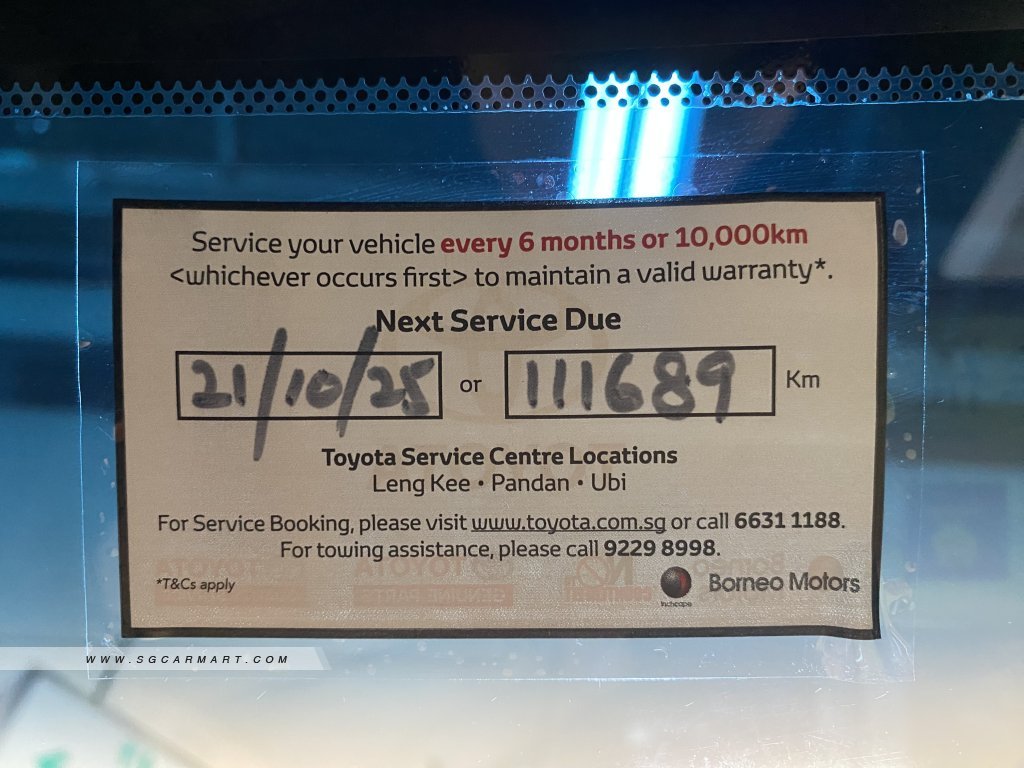 Service your vehicle every 6 months or 10,000km
<whichever occurs first> to maintain a valid warranty*.
Next Service Due
21/10/25 or 111689 Km
Toyota Service Centre Locations
Leng Kee • Pandan • Ubi
For Service Booking, please visit www.toyota.com.sg or call 6631 1188.
For towing assistance, please call 9229 8998.
*T&Cs apply
Inchcape
Borneo Motors
WWW.SGCARMART.COM